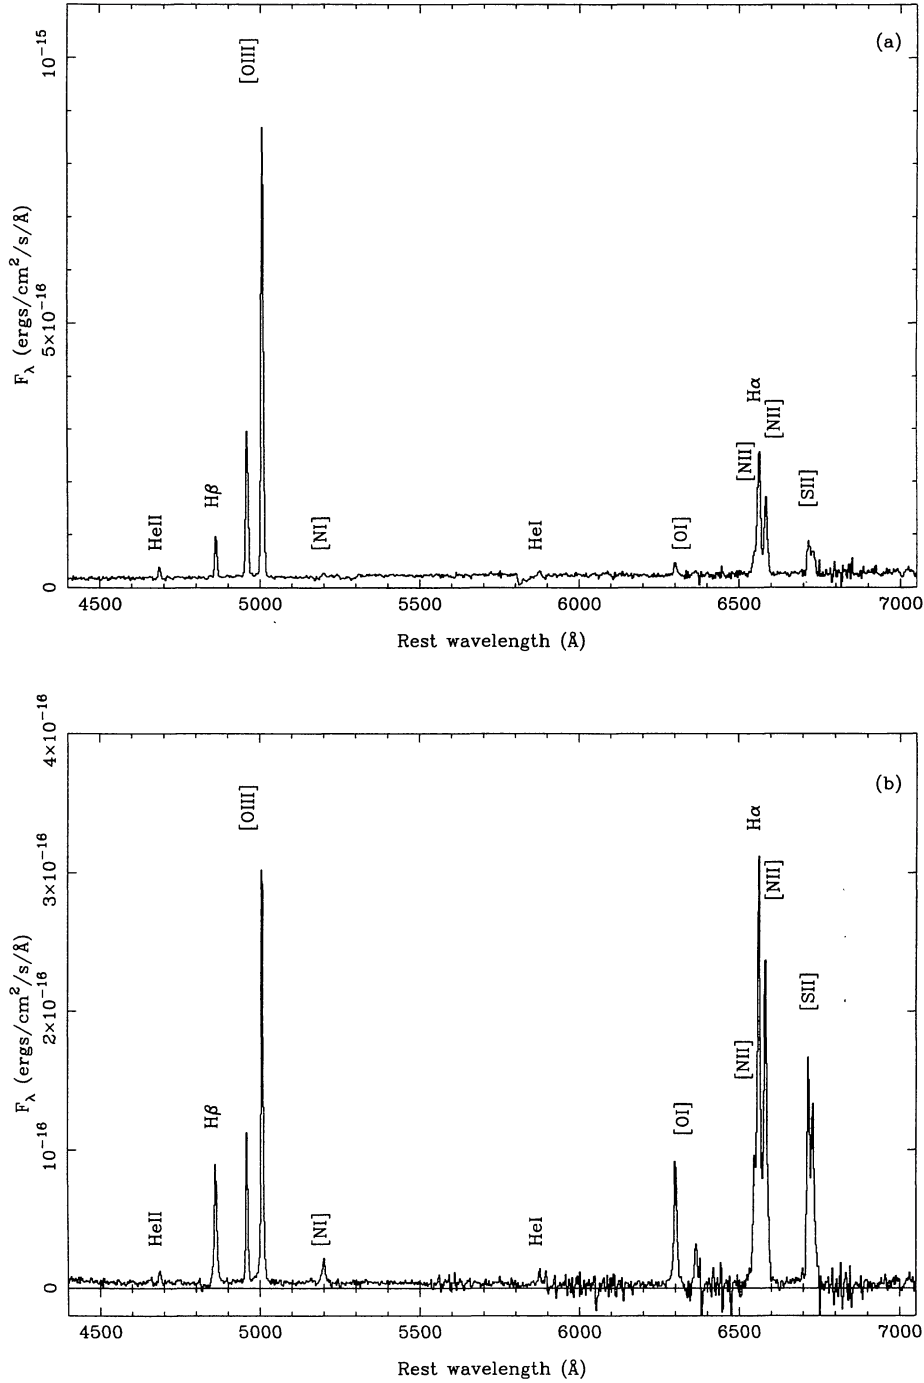 (a)
10⁻¹⁵
[OIII]
Hα
[NII]
[NII]
[SII]
Hβ
HeII
[NI]
HeI
[OI]
5×10⁻¹⁶
0
F_λ (ergs/cm²/s/Å)
4500 5000 5500 6000 6500 7000
Rest wavelength (Å)
(b)
4×10⁻¹⁶
[OIII]
Hα
[NII]
3×10⁻¹⁶
[SII]
2×10⁻¹⁶
[NII]
Hβ
[OI]
10⁻¹⁶
HeII
[NI]
HeI
0
F_λ (ergs/cm²/s/Å)
4500 5000 5500 6000 6500 7000
Rest wavelength (Å)